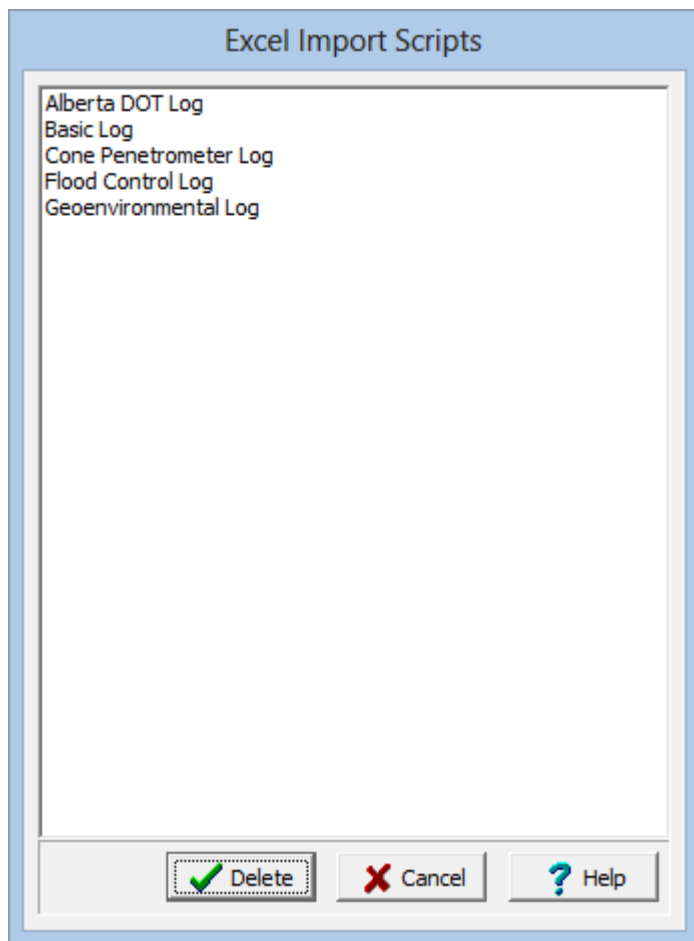 Excel Import Scripts
Alberta DOT Log
Basic Log
Cone Penetrometer Log
Flood Control Log
Geoenvironmental Log
Delete
Cancel
Help